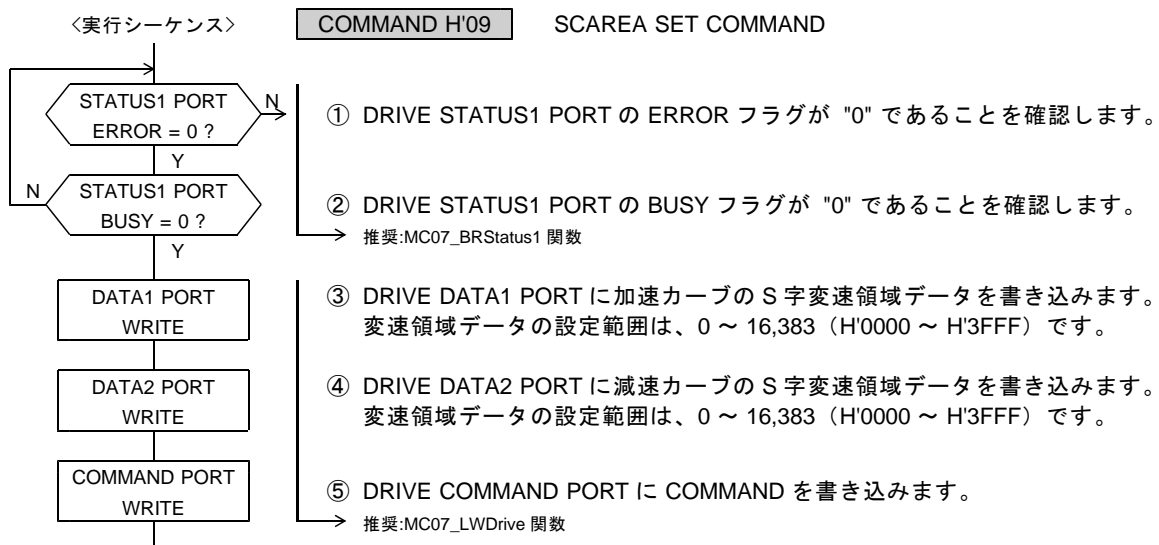 〈実行シーケンス〉
COMMAND H'09 SCAREA SET COMMAND
STATUS1 PORT
ERROR = 0 ?
N
Y
① DRIVE STATUS1 PORT の ERROR フラグが "0" であることを確認します。
N
STATUS1 PORT
BUSY = 0 ?
Y
② DRIVE STATUS1 PORT の BUSY フラグが "0" であることを確認します。
推奨:MC07_BRStatus1 関数
DATA1 PORT
WRITE
③ DRIVE DATA1 PORT に加速カーブの S 字変速領域データを書き込みます。
変速領域データの設定範囲は、0 ~ 16,383（H'0000 ~ H'3FFF）です。
DATA2 PORT
WRITE
④ DRIVE DATA2 PORT に減速カーブの S 字変速領域データを書き込みます。
変速領域データの設定範囲は、0 ~ 16,383（H'0000 ~ H'3FFF）です。
COMMAND PORT
WRITE
⑤ DRIVE COMMAND PORT に COMMAND を書き込みます。
推奨:MC07_LWDrive 関数